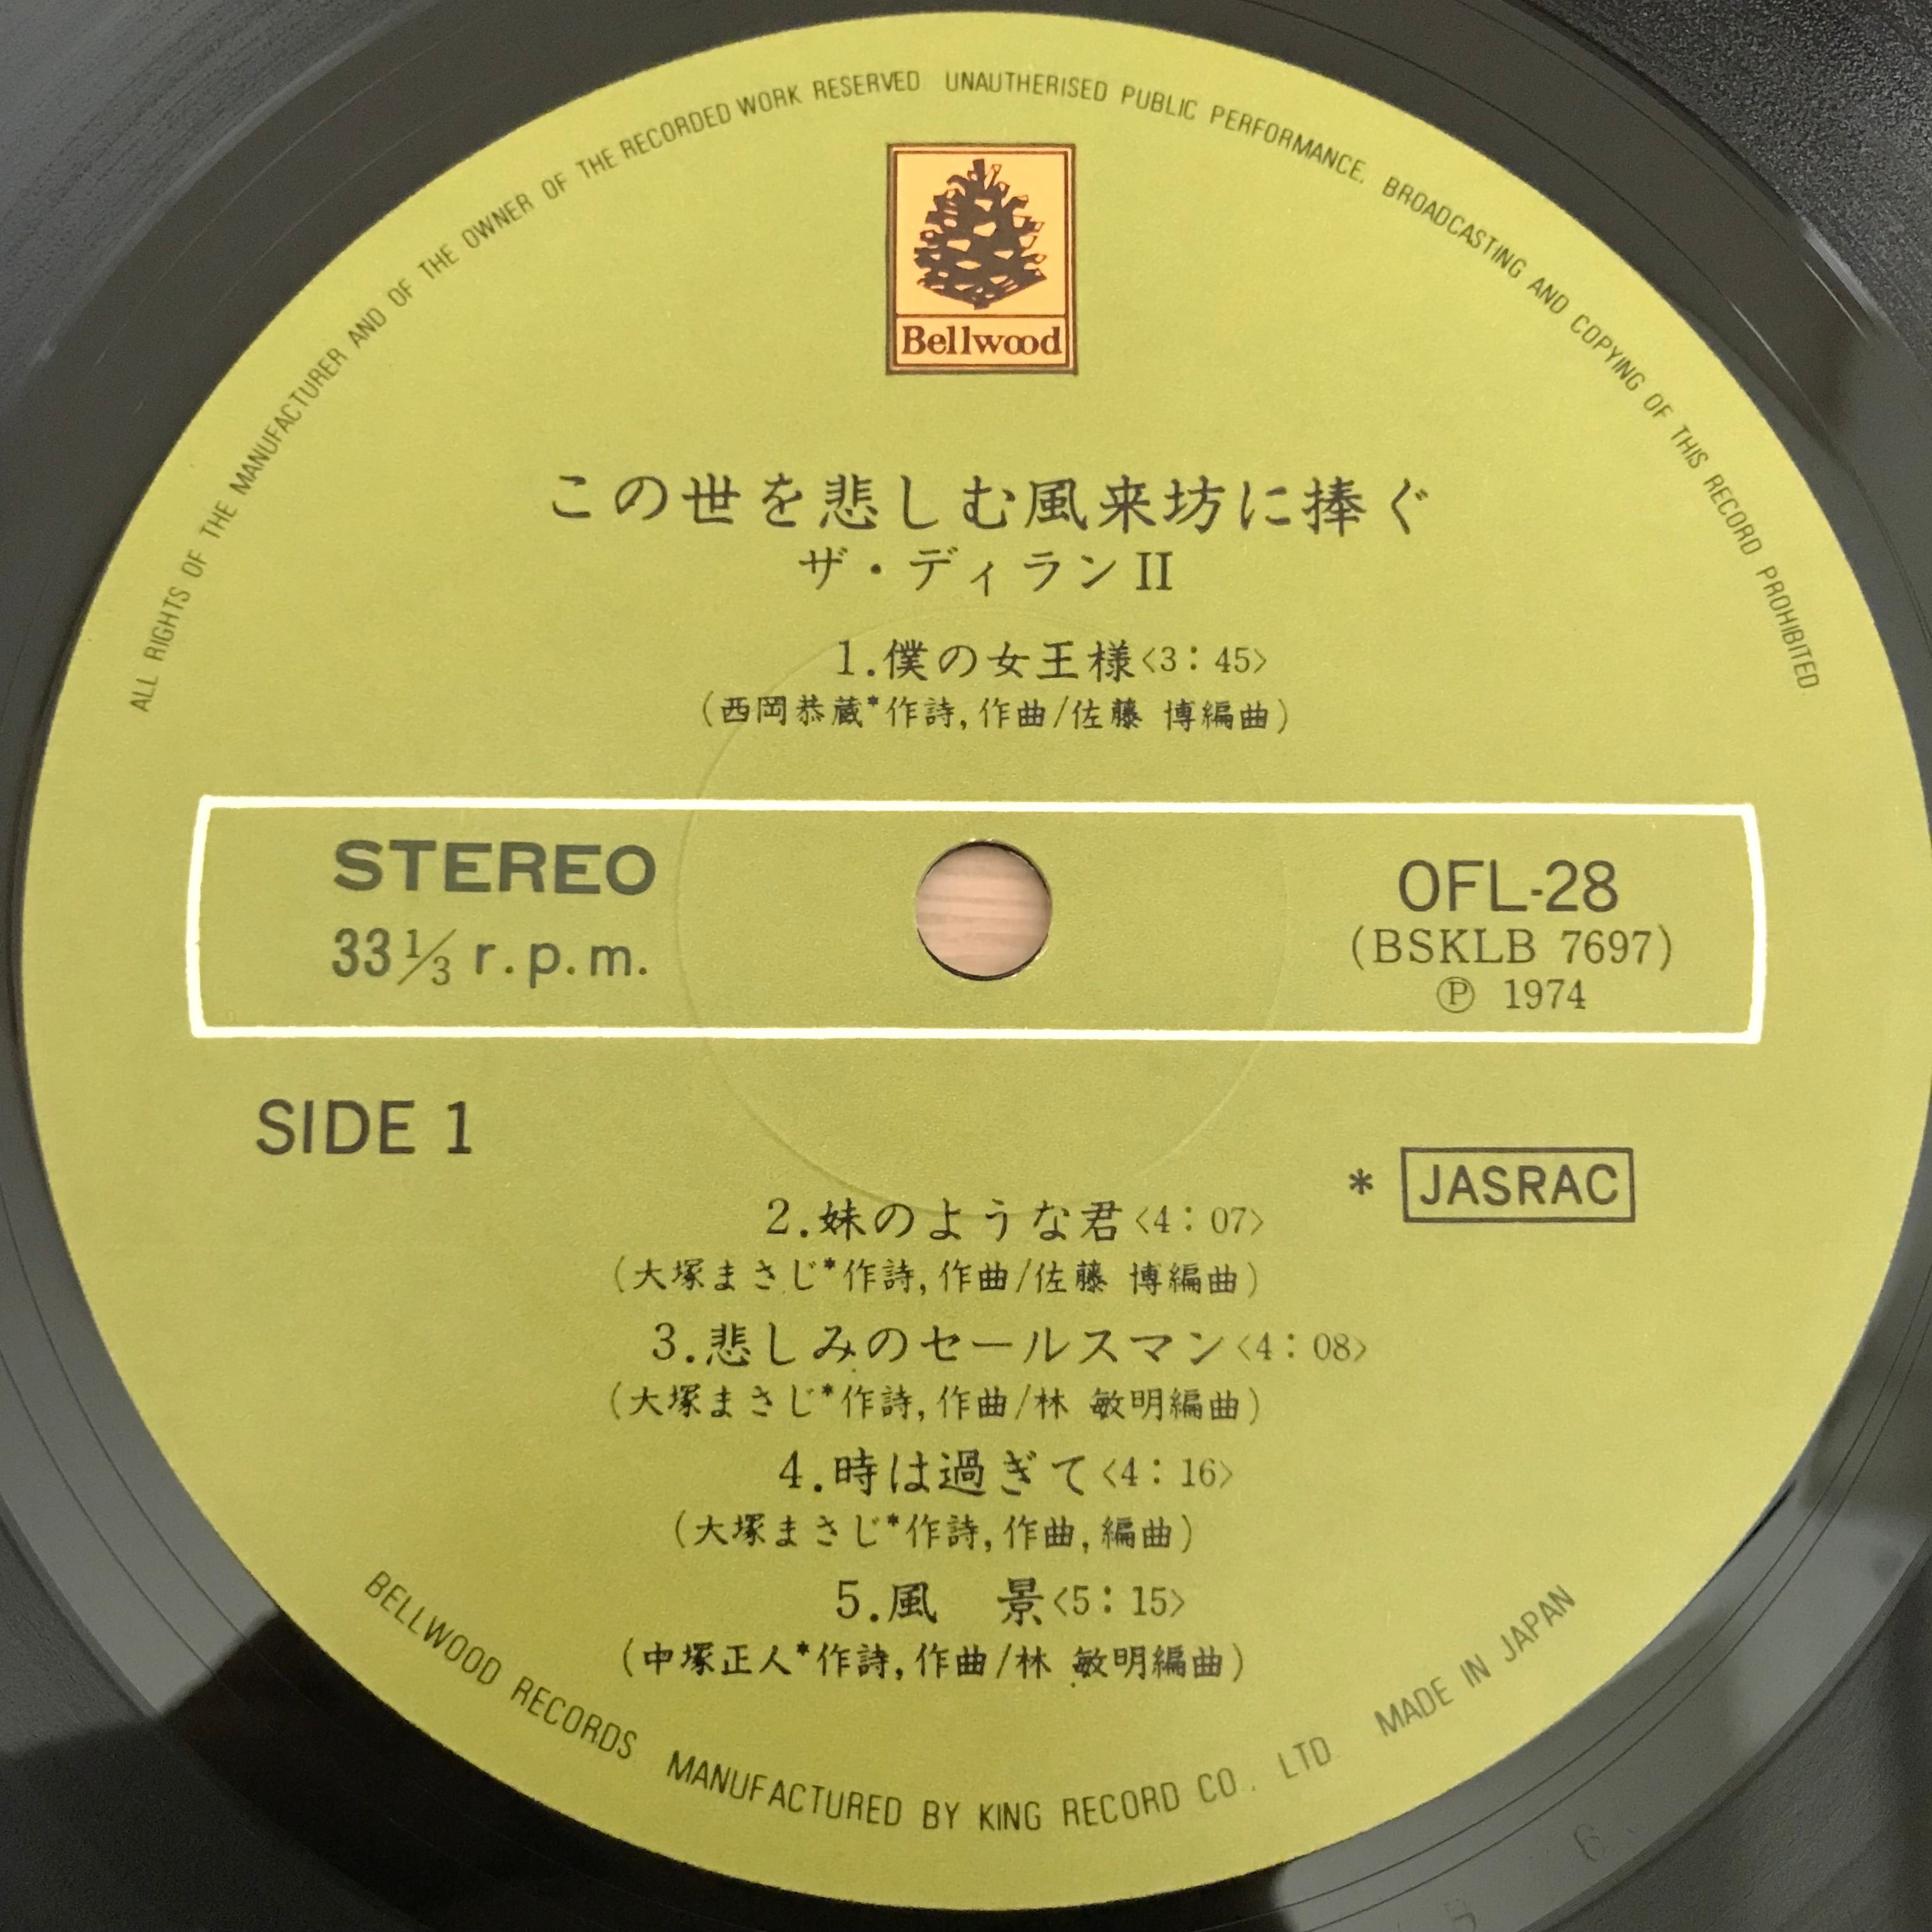 ALL RIGHTS OF THE MANUFACTURER AND OF THE OWNER OF THE RECORDED WORK RESERVED UNAUTHERISED PUBLIC PERFORMANCE. BROADCASTING AND COPYING OF THIS RECORD PROHIBITED
Bellwood
この世を悲しむ風来坊に捧ぐ
ザ・ディランII
1.僕の女王様〈3:45〉
(西岡恭蔵*作詩,作曲/佐藤 博編曲)
STEREO
33⅓ r.p.m.
OFL-28
(BSKLB 7697)
Ⓟ 1974
SIDE 1
* JASRAC
2.妹のような君〈4:07〉
(大塚まさじ*作詩,作曲/佐藤 博編曲)
3.悲しみのセールスマン〈4:08〉
(大塚まさじ*作詩,作曲/林 敏明編曲)
4.時は過ぎて〈4:16〉
(大塚まさじ*作詩,作曲,編曲)
5.風 景〈5:15〉
(中塚正人*作詩,作曲/林 敏明編曲)
BELLWOOD RECORDS MANUFACTURED BY KING RECORD CO., LTD. MADE IN JAPAN